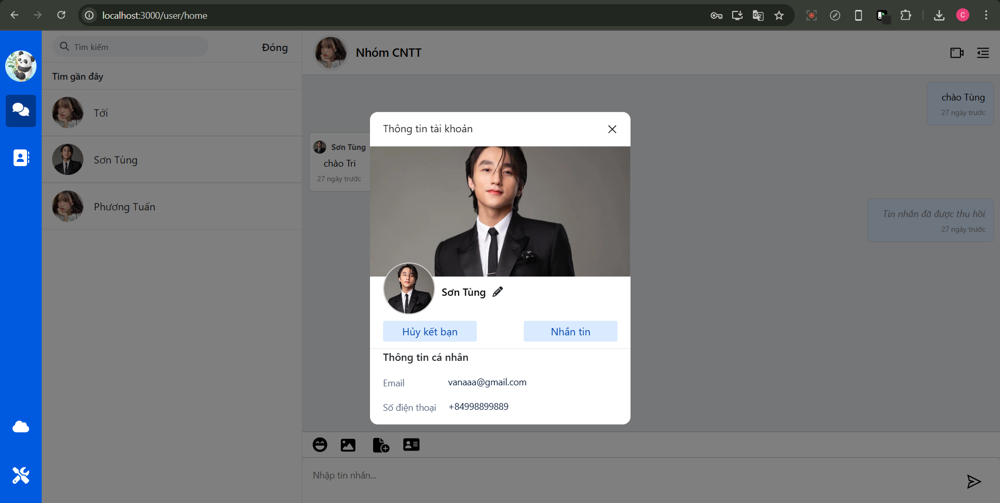 localhost:3000/user/home
C
Tìm kiếm
Đóng
Tìm gần đây
Tới
Sơn Tùng
Phương Tuấn
Nhóm CNTT
chào Tùng
27 ngày trước
Sơn Tùng
chào Tri
27 ngày trước
Tin nhắn đã được thu hồi
27 ngày trước
Thông tin tài khoản
Sơn Tùng
Hủy kết bạn
Nhắn tin
Thông tin cá nhân
Email vanaaa@gmail.com
Số điện thoại +84998899889
Nhập tin nhắn...